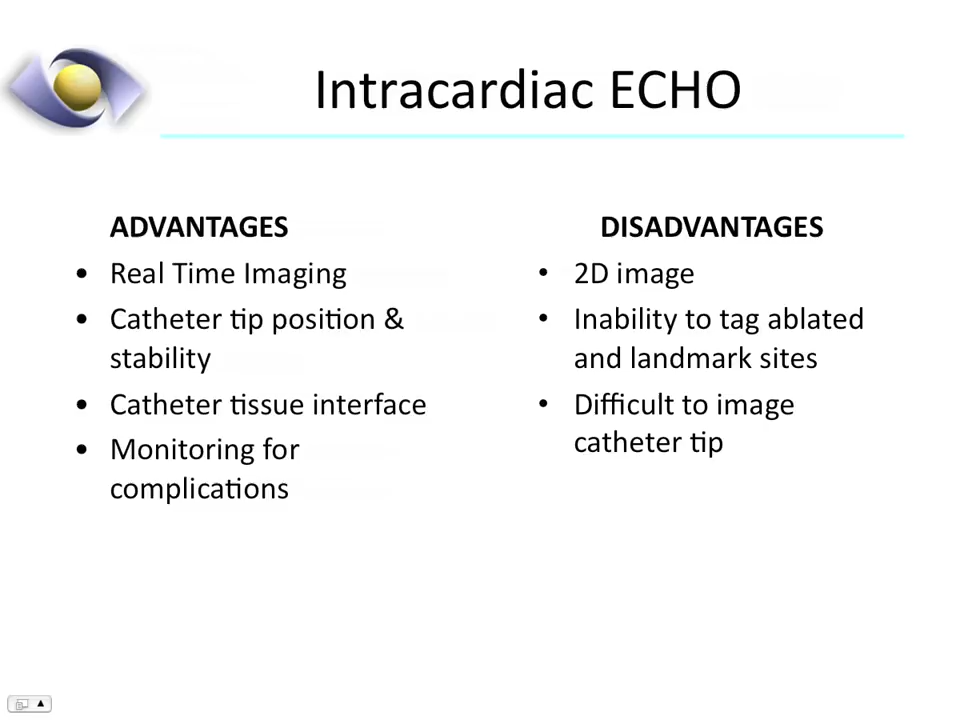 Intracardiac ECHO
ADVANTAGES
• Real Time Imaging
• Catheter tip position &
stability
• Catheter tissue interface
• Monitoring for
complications
DISADVANTAGES
• 2D image
• Inability to tag ablated
and landmark sites
• Difficult to image
catheter tip